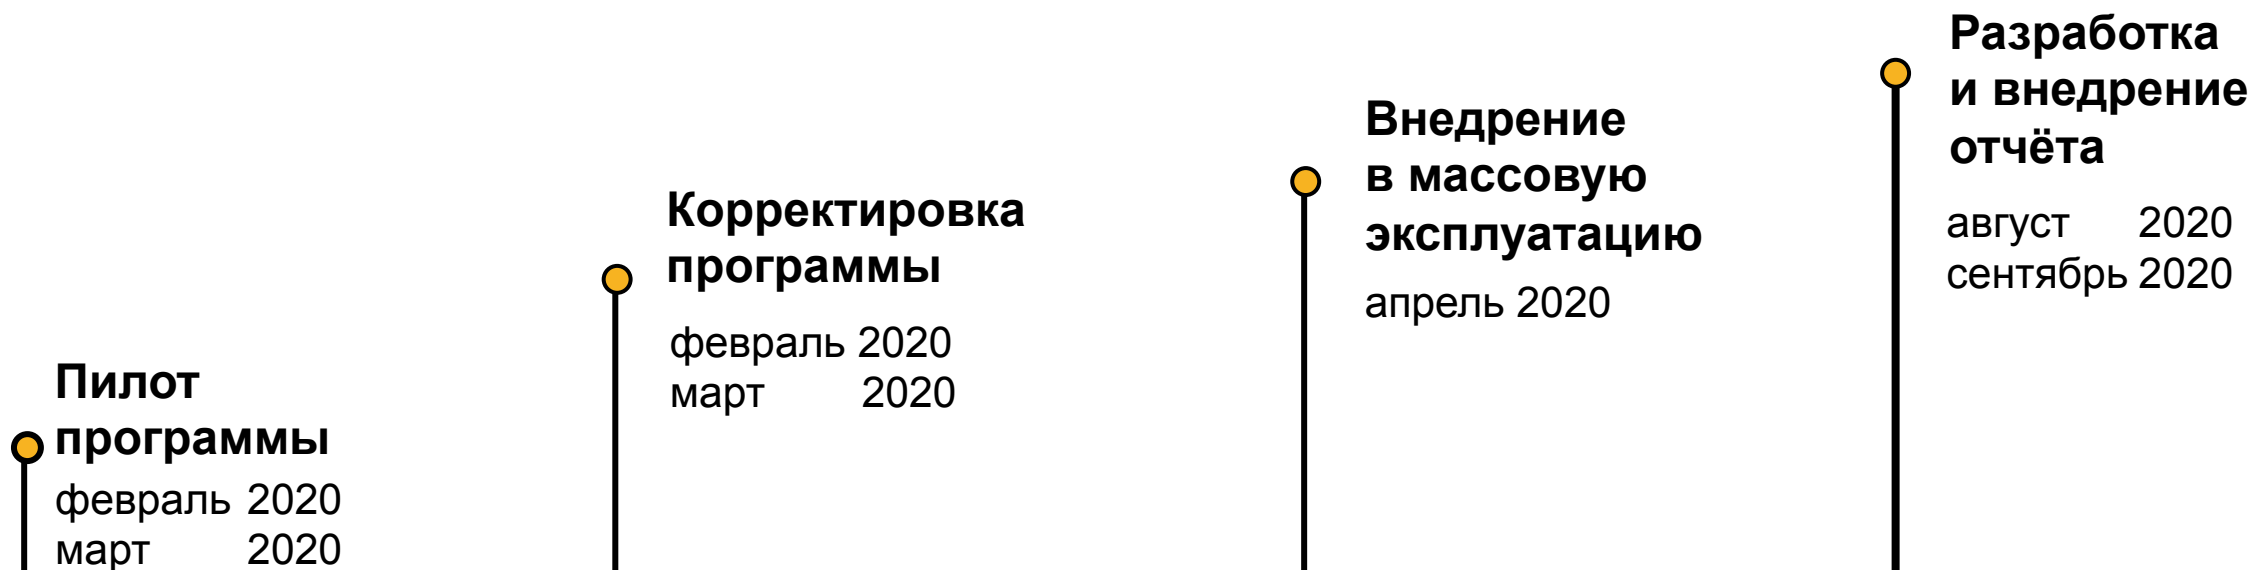 Пилот
программы
февраль 2020
март 2020
Корректировка
программы
февраль 2020
март 2020
Внедрение
в массовую
эксплуатацию
апрель 2020
Разработка
и внедрение
отчёта
август 2020
сентябрь 2020